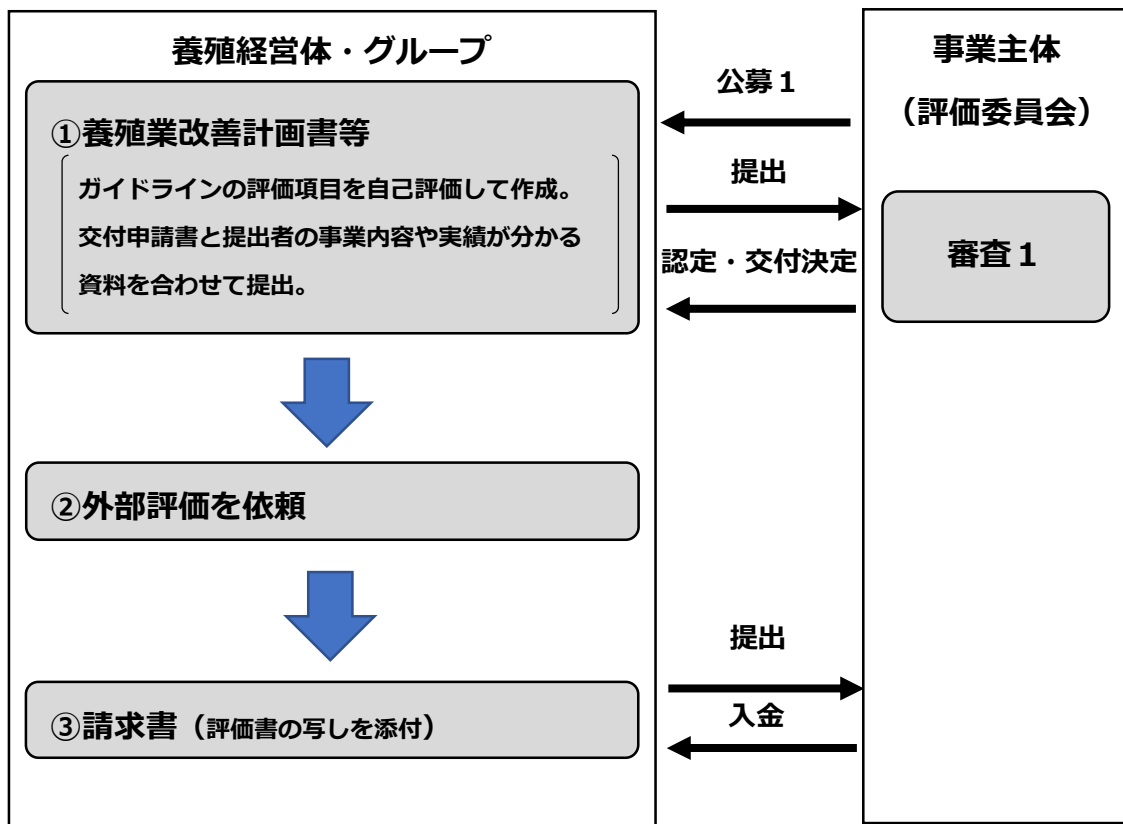 養殖経営体・グループ
①養殖業改善計画書等
ガイドラインの評価項目を自己評価して作成。
交付申請書と提出者の事業内容や実績が分かる
資料を合わせて提出。
②外部評価を依頼
③請求書（評価書の写しを添付）
公募１
提出
認定・交付決定
提出
入金
事業主体
（評価委員会）
審査１